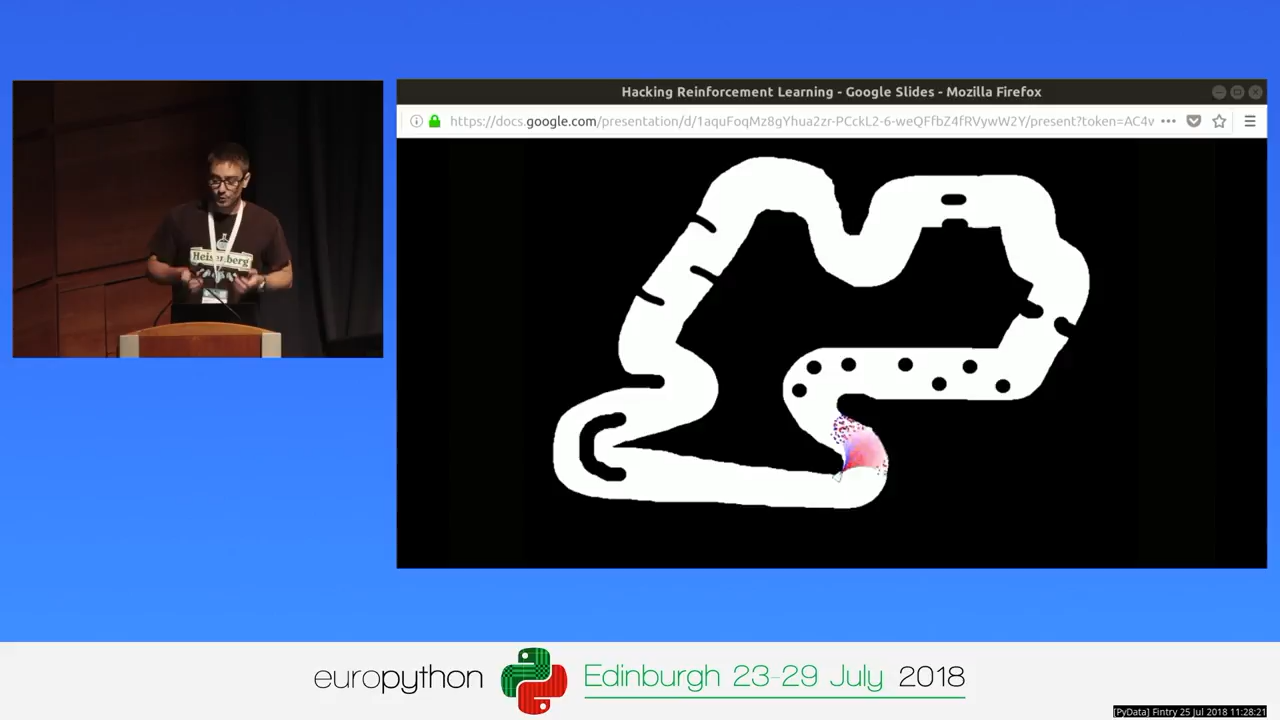 Hacking Reinforcement Learning - Google Slides - Mozilla Firefox
https://docs.google.com/presentation/d/1aquFoqMz8gYhua2zr-PCckL2-6-weQFfbZ4fRVywW2Y/present?token=AC4v
Heisenberg
europython
Edinburgh 23-29 July 2018
[PyData] Fintry 25 Jul 2018 11:28:21